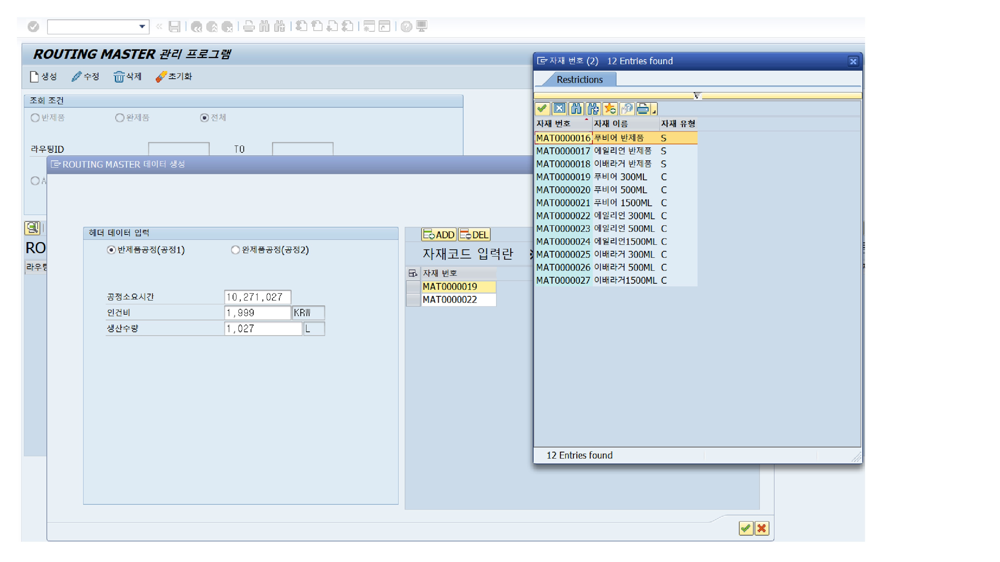 ROUTING MASTER 관리 프로그램
생성 수정 삭제 초기화
조회 조건
반제품 완제품 전체
라우팅ID TO
A
RO
라우팅
ROUTING MASTER 데이터 생성
헤더 데이터 입력
반제품공정(공정1) 완제품공정(공정2)
공정소요시간 10,271,027
인건비 1,999 KRW
생산수량 1,027 L
ADD DEL
자재코드 입력란
자재 번호
MAT0000019
MAT0000022
자재 번호 (2) 12 Entries found
Restrictions
자재 번호 자재 이름 자재 유형
MAT0000016 푸비어 반제품 S
MAT0000017 에일리언 반제품 S
MAT0000018 이배라거 반제품 S
MAT0000019 푸비어 300ML C
MAT0000020 푸비어 500ML C
MAT0000021 푸비어 1500ML C
MAT0000022 에일리언 300ML C
MAT0000023 에일리언 500ML C
MAT0000024 에일리언1500ML C
MAT0000025 이배라거 300ML C
MAT0000026 이배라거 500ML C
MAT0000027 이배라거1500ML C
12 Entries found